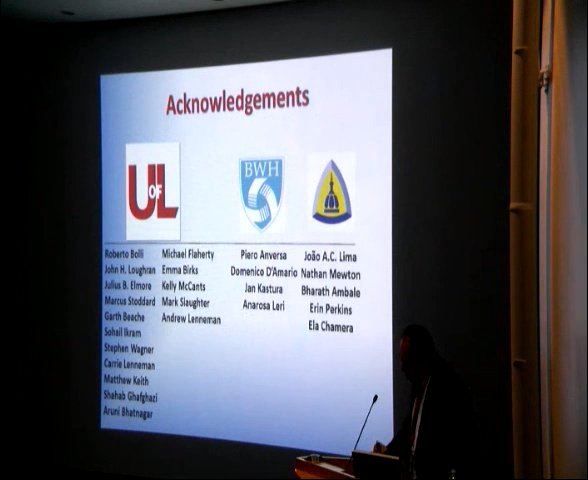 Acknowledgements
U OF L
BWH
Roberto Bolli
John H. Loughran
Julius B. Elmore
Marcus Stoddard
Garth Beache
Sohail Ikram
Stephen Wagner
Carrie Lenneman
Matthew Keith
Shahab Ghafghazi
Aruni Bhatnagar
Michael Flaherty
Emma Birks
Kelly McCants
Mark Slaughter
Andrew Lenneman
Piero Anversa
Domenico D'Amario
Jan Kastura
Anarosa Leri
João A.C. Lima
Nathan Mewton
Bharath Ambale
Erin Perkins
Ela Chamera